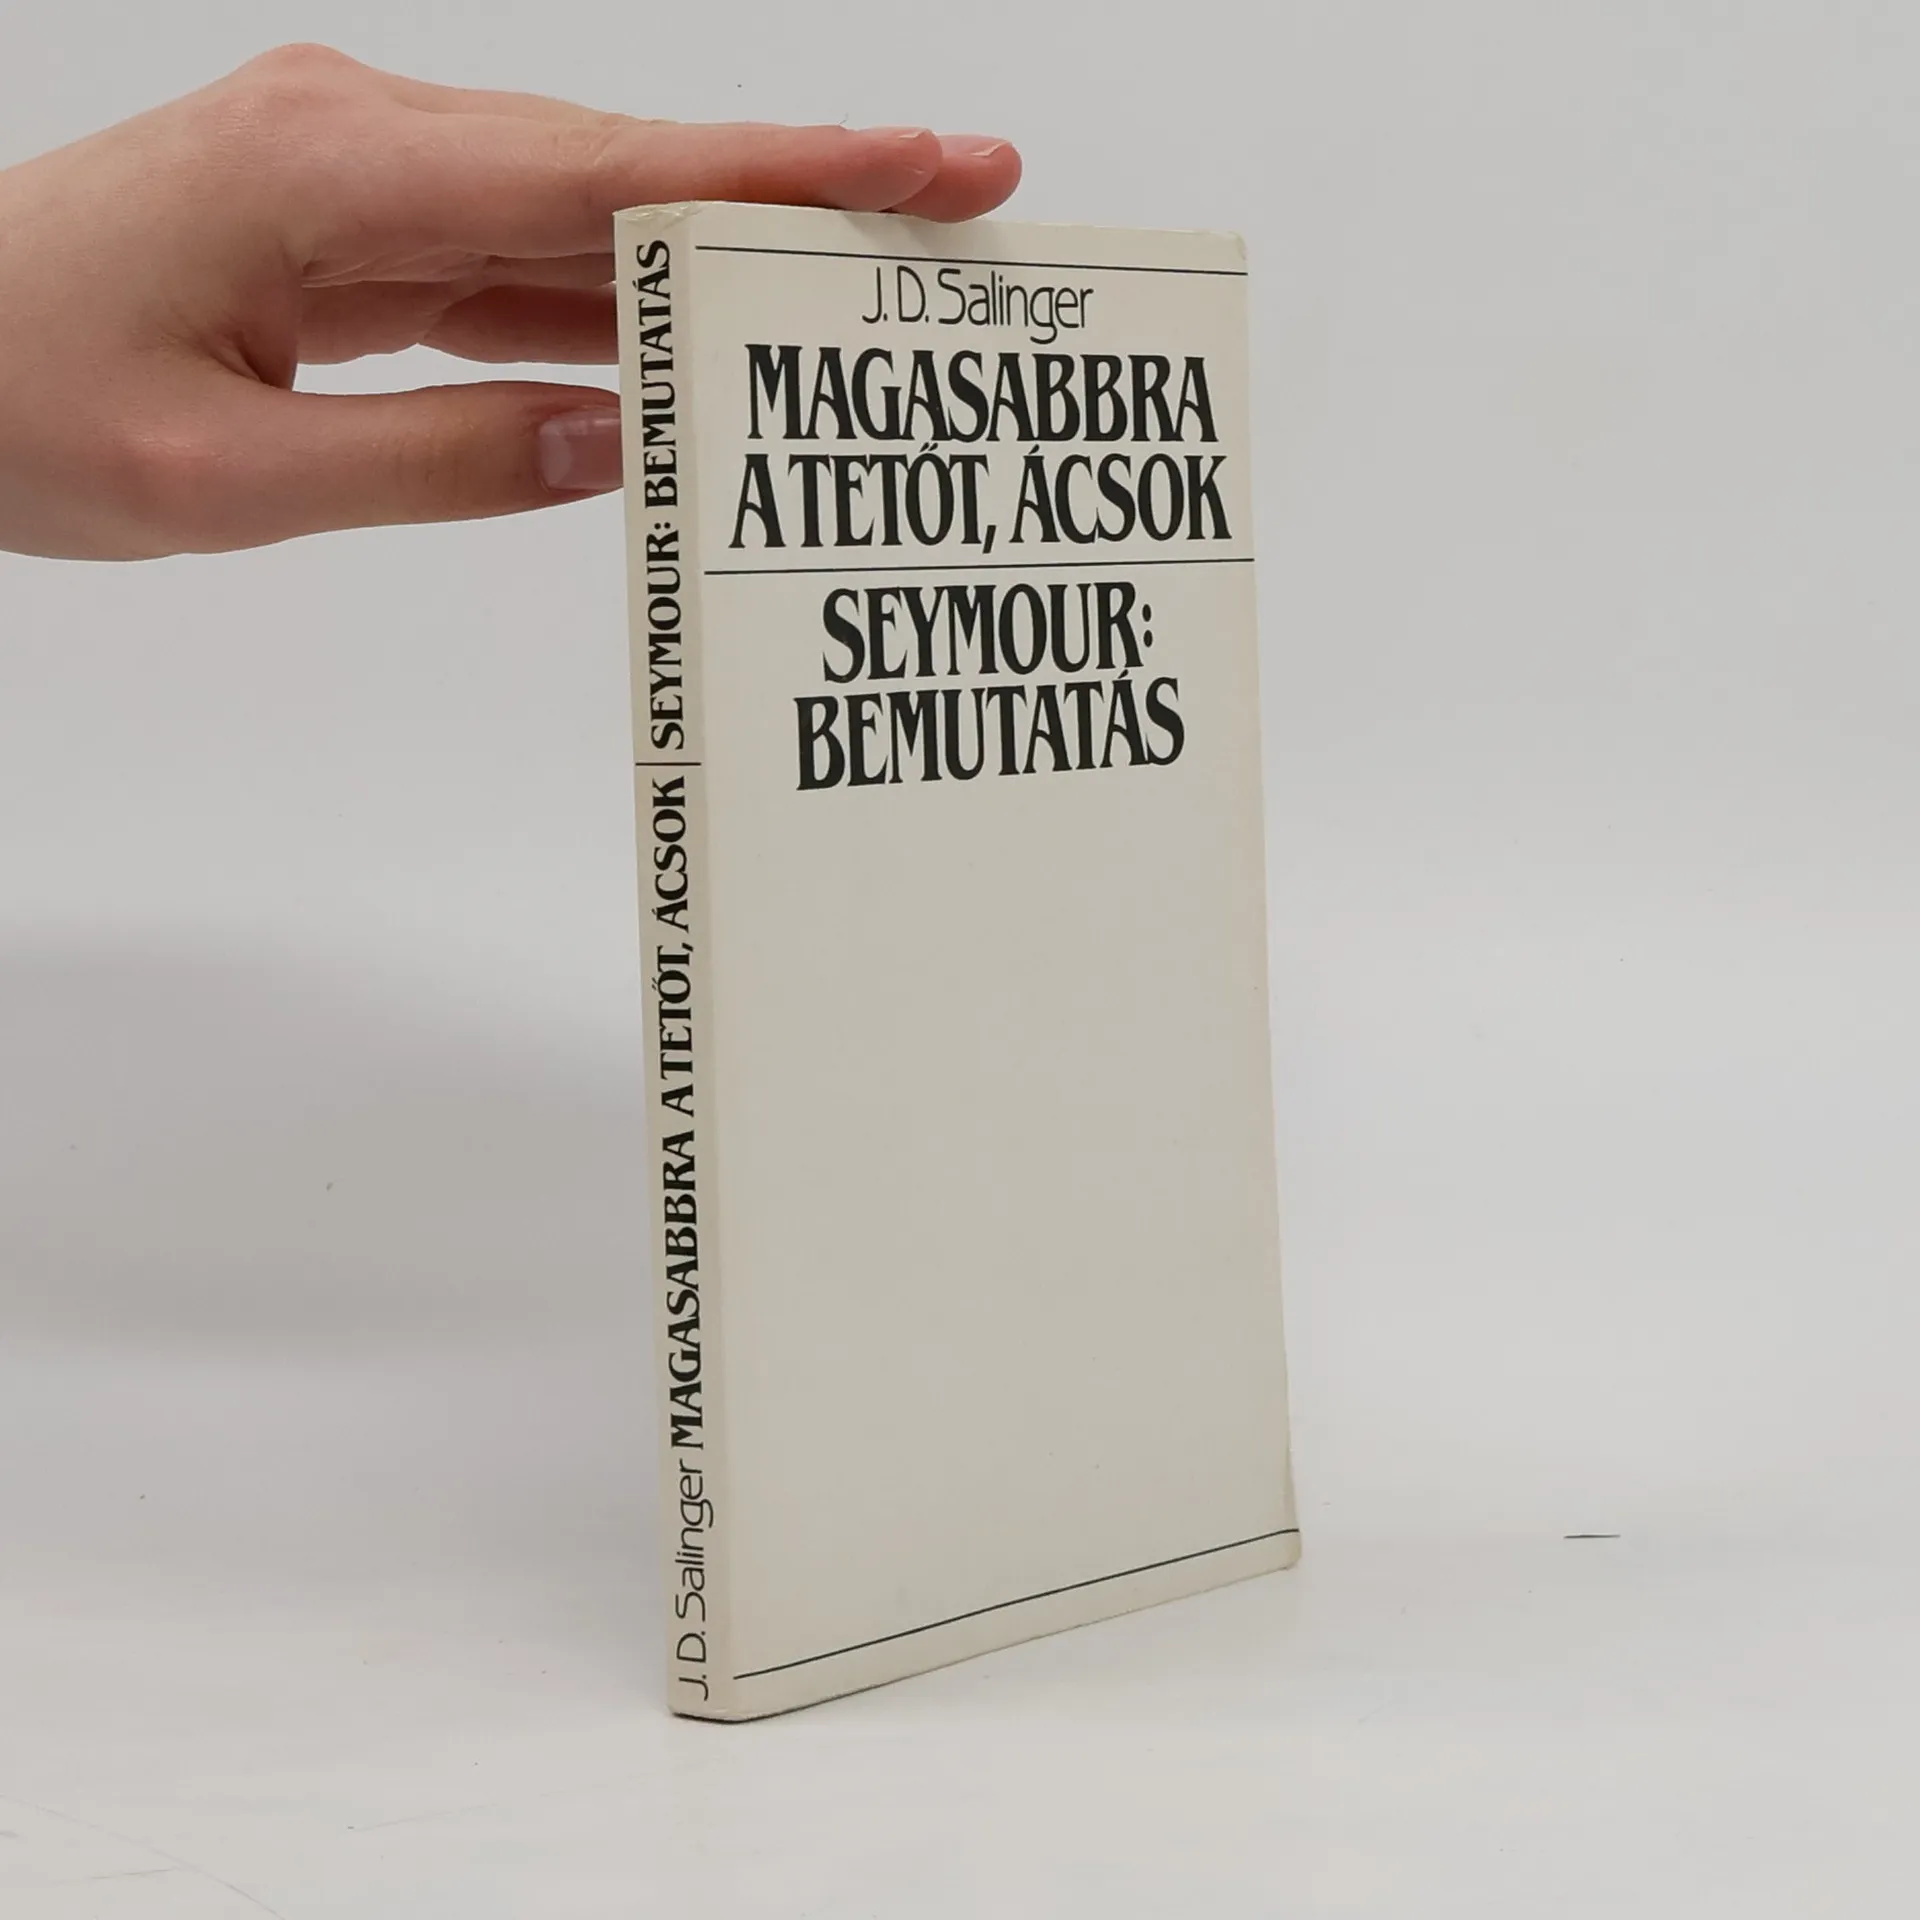 J. D. Salinger
MAGASABBRA
A TETŐT, ÁCSOK
SEYMOUR:
BEMUTATÁS
J. D. Salinger MAGASABBRA A TETŐT, ÁCSOK | SEYMOUR: BEMUTATÁS